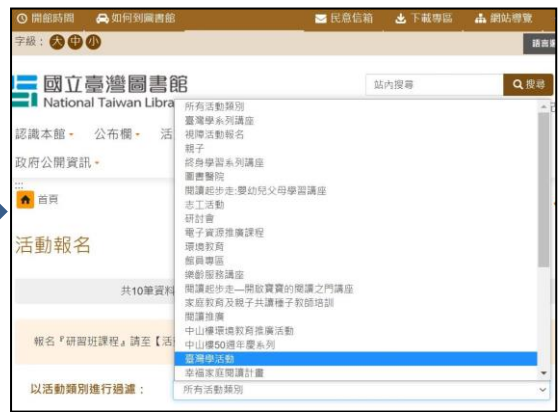 開館時間 如何到圖書館 民意信箱 下載專區 網站導覽
字級： 大 中 小
國立臺灣圖書館 站內搜尋 搜尋
National Taiwan Libra
認識本館 公布欄 活
政府公開資訊
首頁
活動報名
共10筆資料
報名『研習班課程』請至【活
以活動類別進行過濾：
所有活動類別
臺灣學系列講座
視障活動報名
親子
終身學習系列講座
圖書醫院
閱讀起步走:嬰幼兒父母學習講座
志工活動
研討會
電子資源推廣課程
環境教育
館員專區
樂齡服務講座
閱讀起步走—開啟寶寶的閱讀之門講座
家庭教育及親子共讀種子教師培訓
閱讀推廣
中山樓環境教育推廣活動
中山樓50週年慶系列
臺灣學活動
幸福家庭閱讀計畫
所有活動類別